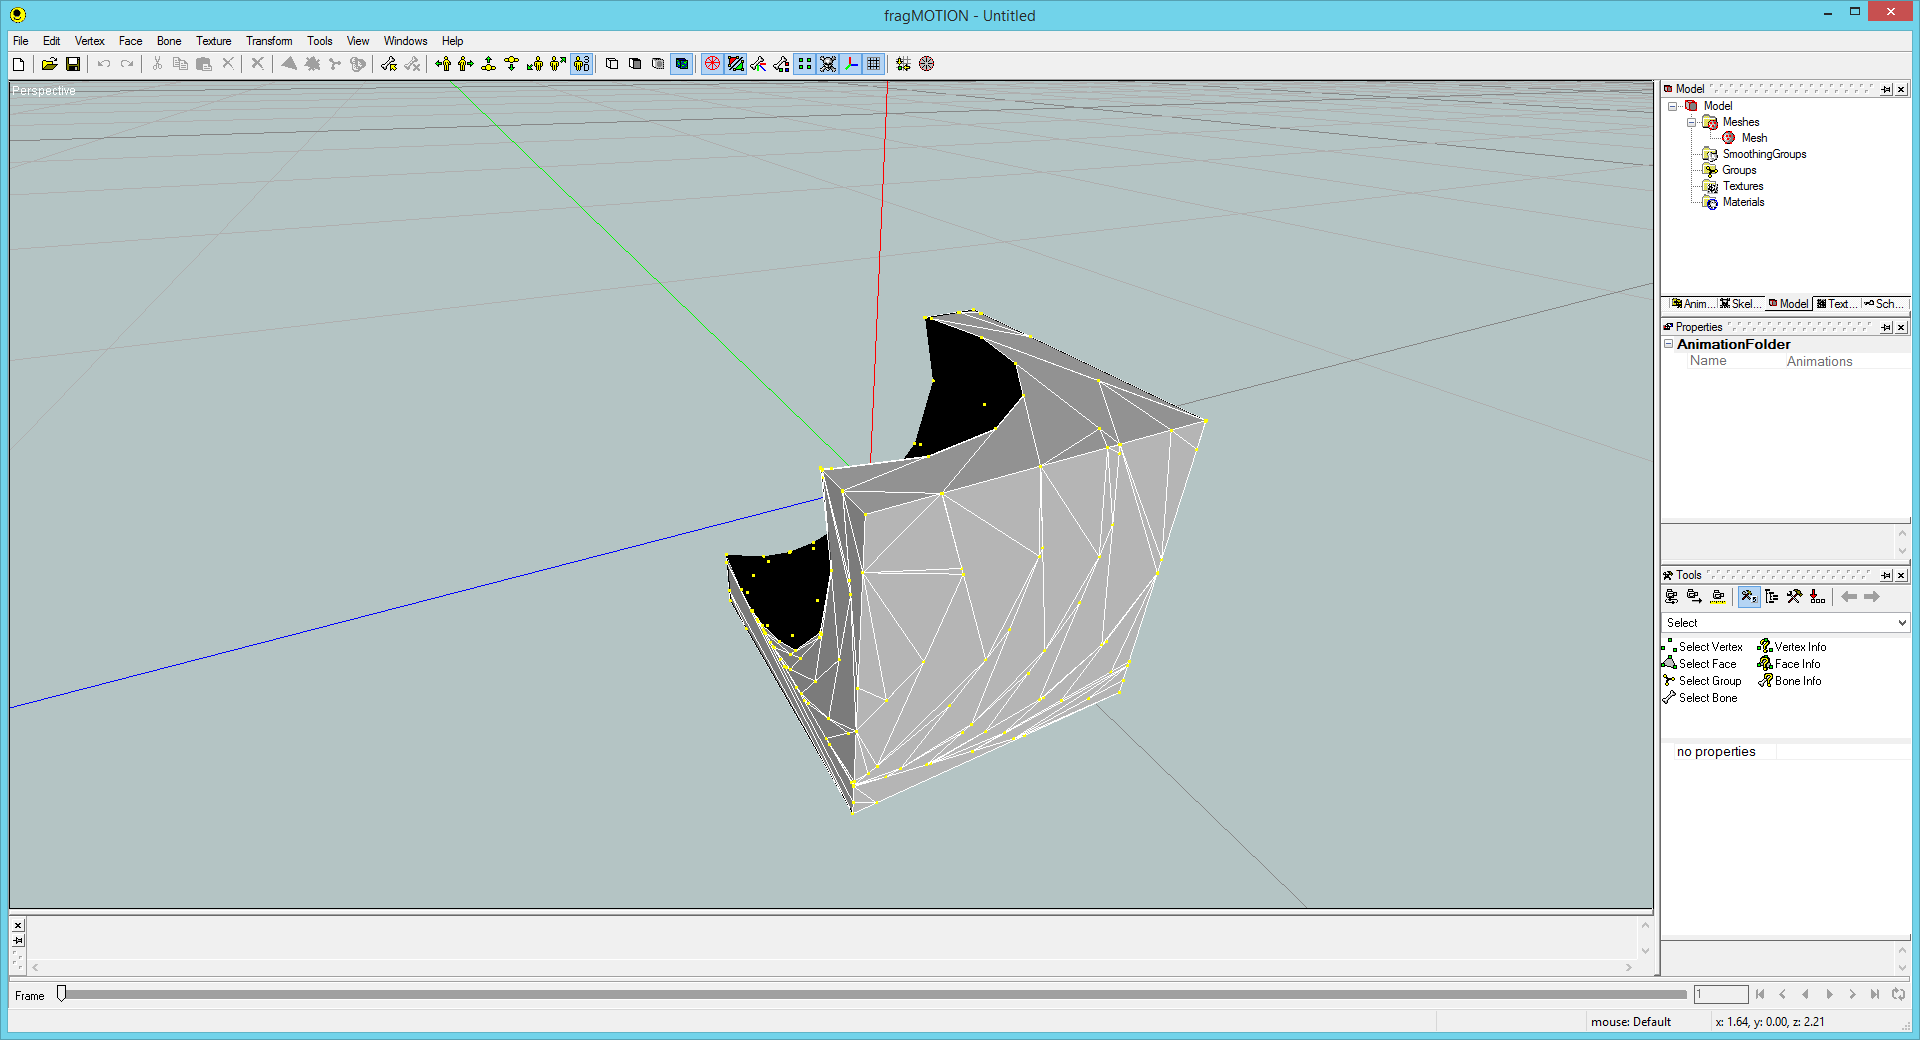 fragMOTION - Untitled
File Edit Vertex Face Bone Texture Transform Tools View Windows Help
Perspective
Model
Model
Meshes
Mesh
SmoothingGroups
Groups
Textures
Materials
Anim... Skel... Model Text... Sch...
Properties
AnimationFolder
Name Animations
Tools
Select
Select Vertex Vertex Info
Select Face Face Info
Select Group Bone Info
Select Bone
no properties
Frame 1
mouse: Default x: 1.64, y: 0.00, z: 2.21